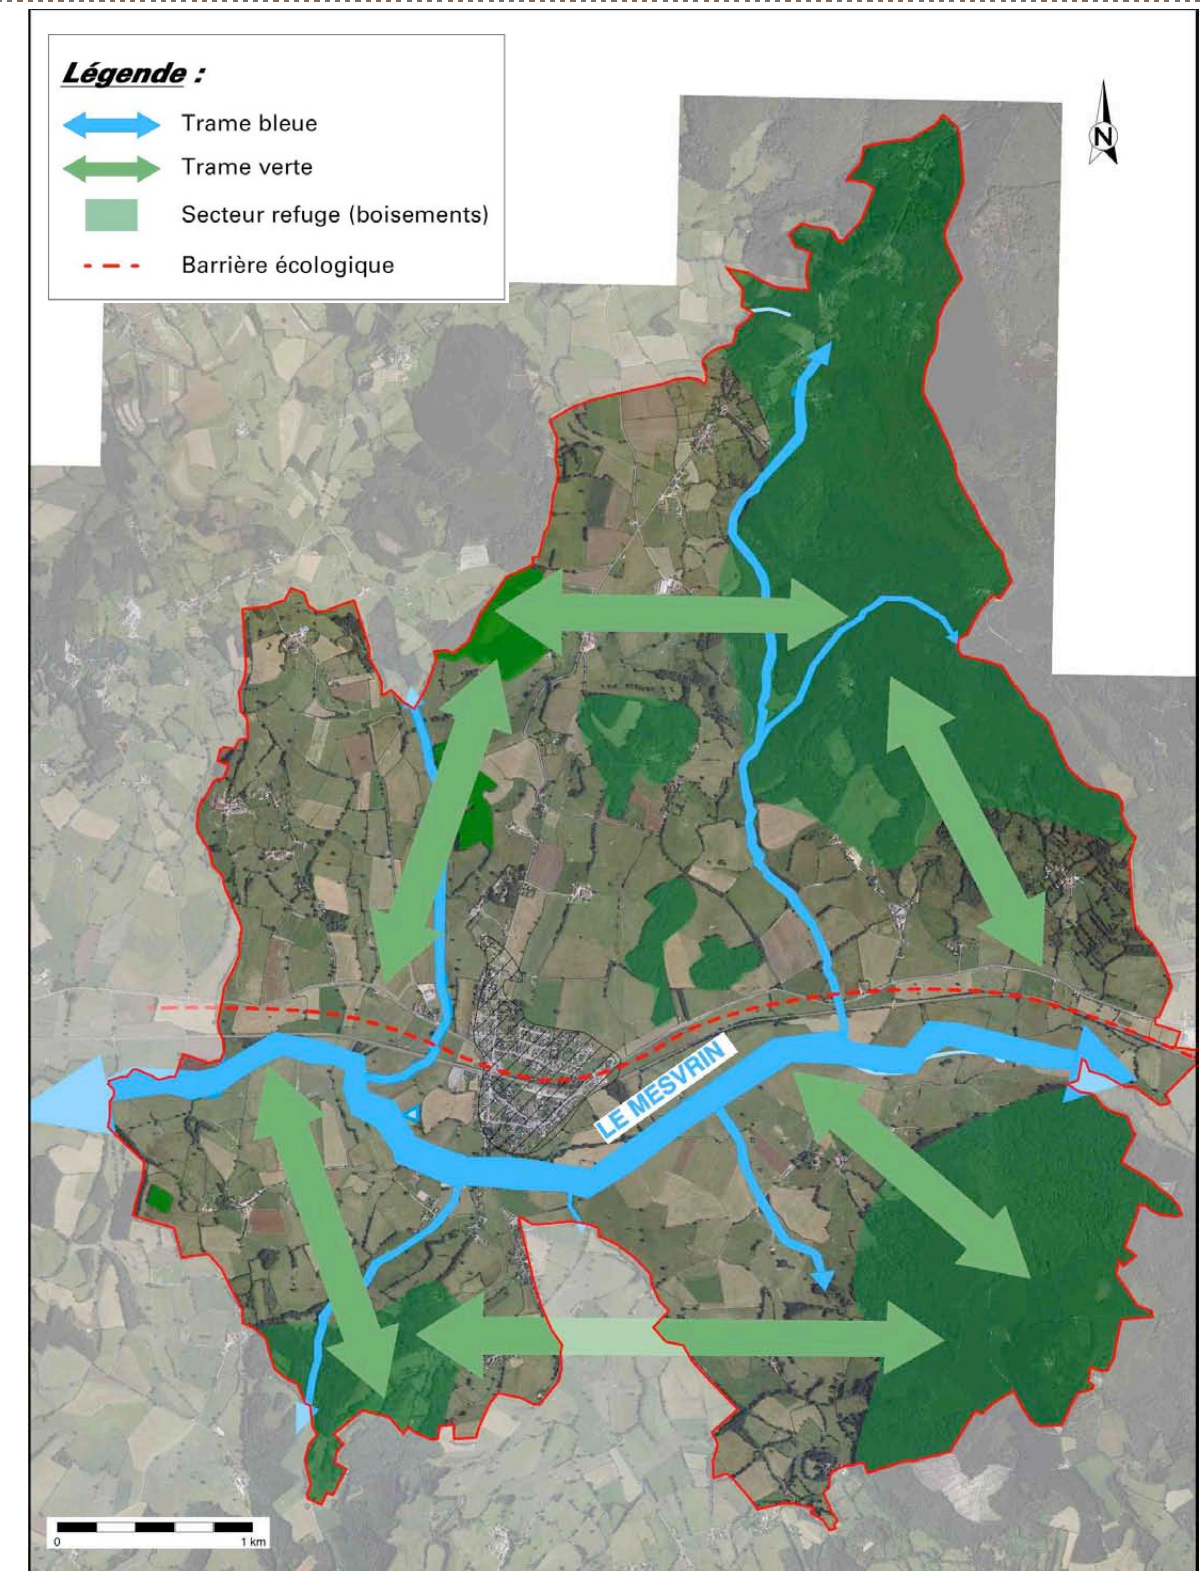 Légende :
Trame bleue
Trame verte
Secteur refuge (boisements)
Barrière écologique
N
LE MESVRIN
0 1 km